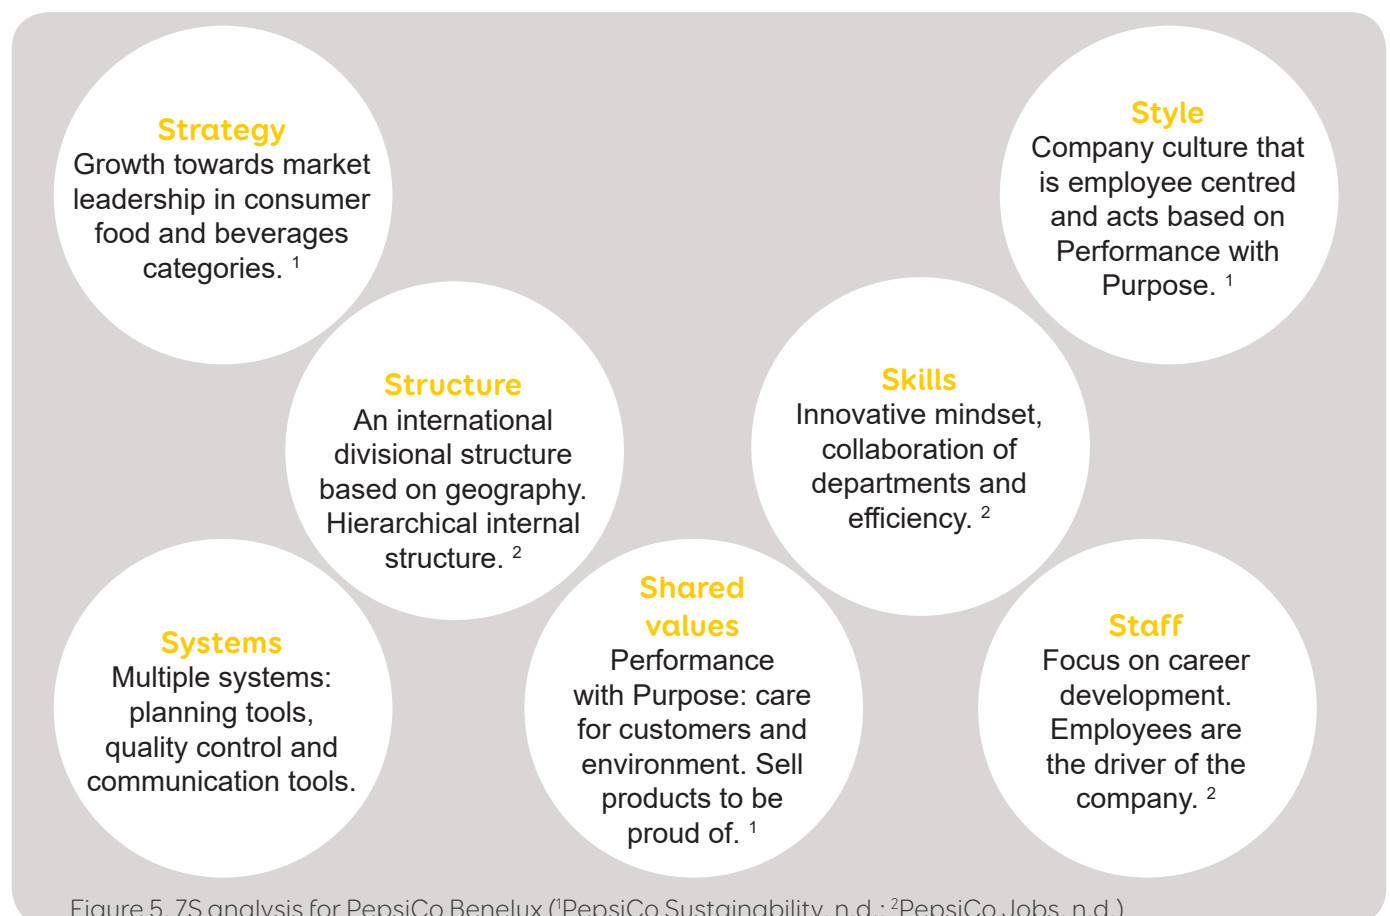 Strategy
Growth towards market
leadership in consumer
food and beverages
categories. ¹
Style
Company culture that
is employee centred
and acts based on
Performance with
Purpose. ¹
Structure
An international
divisional structure
based on geography.
Hierarchical internal
structure. ²
Skills
Innovative mindset,
collaboration of
departments and
efficiency. ²
Systems
Multiple systems:
planning tools,
quality control and
communication tools.
Shared
values
Performance
with Purpose: care
for customers and
environment. Sell
products to be
proud of. ¹
Staff
Focus on career
development.
Employees are
the driver of the
company. ²
Figure 5. 7S analysis for PepsiCo Benelux (¹PepsiCo Sustainability, n.d.; ²PepsiCo Jobs, n.d.)